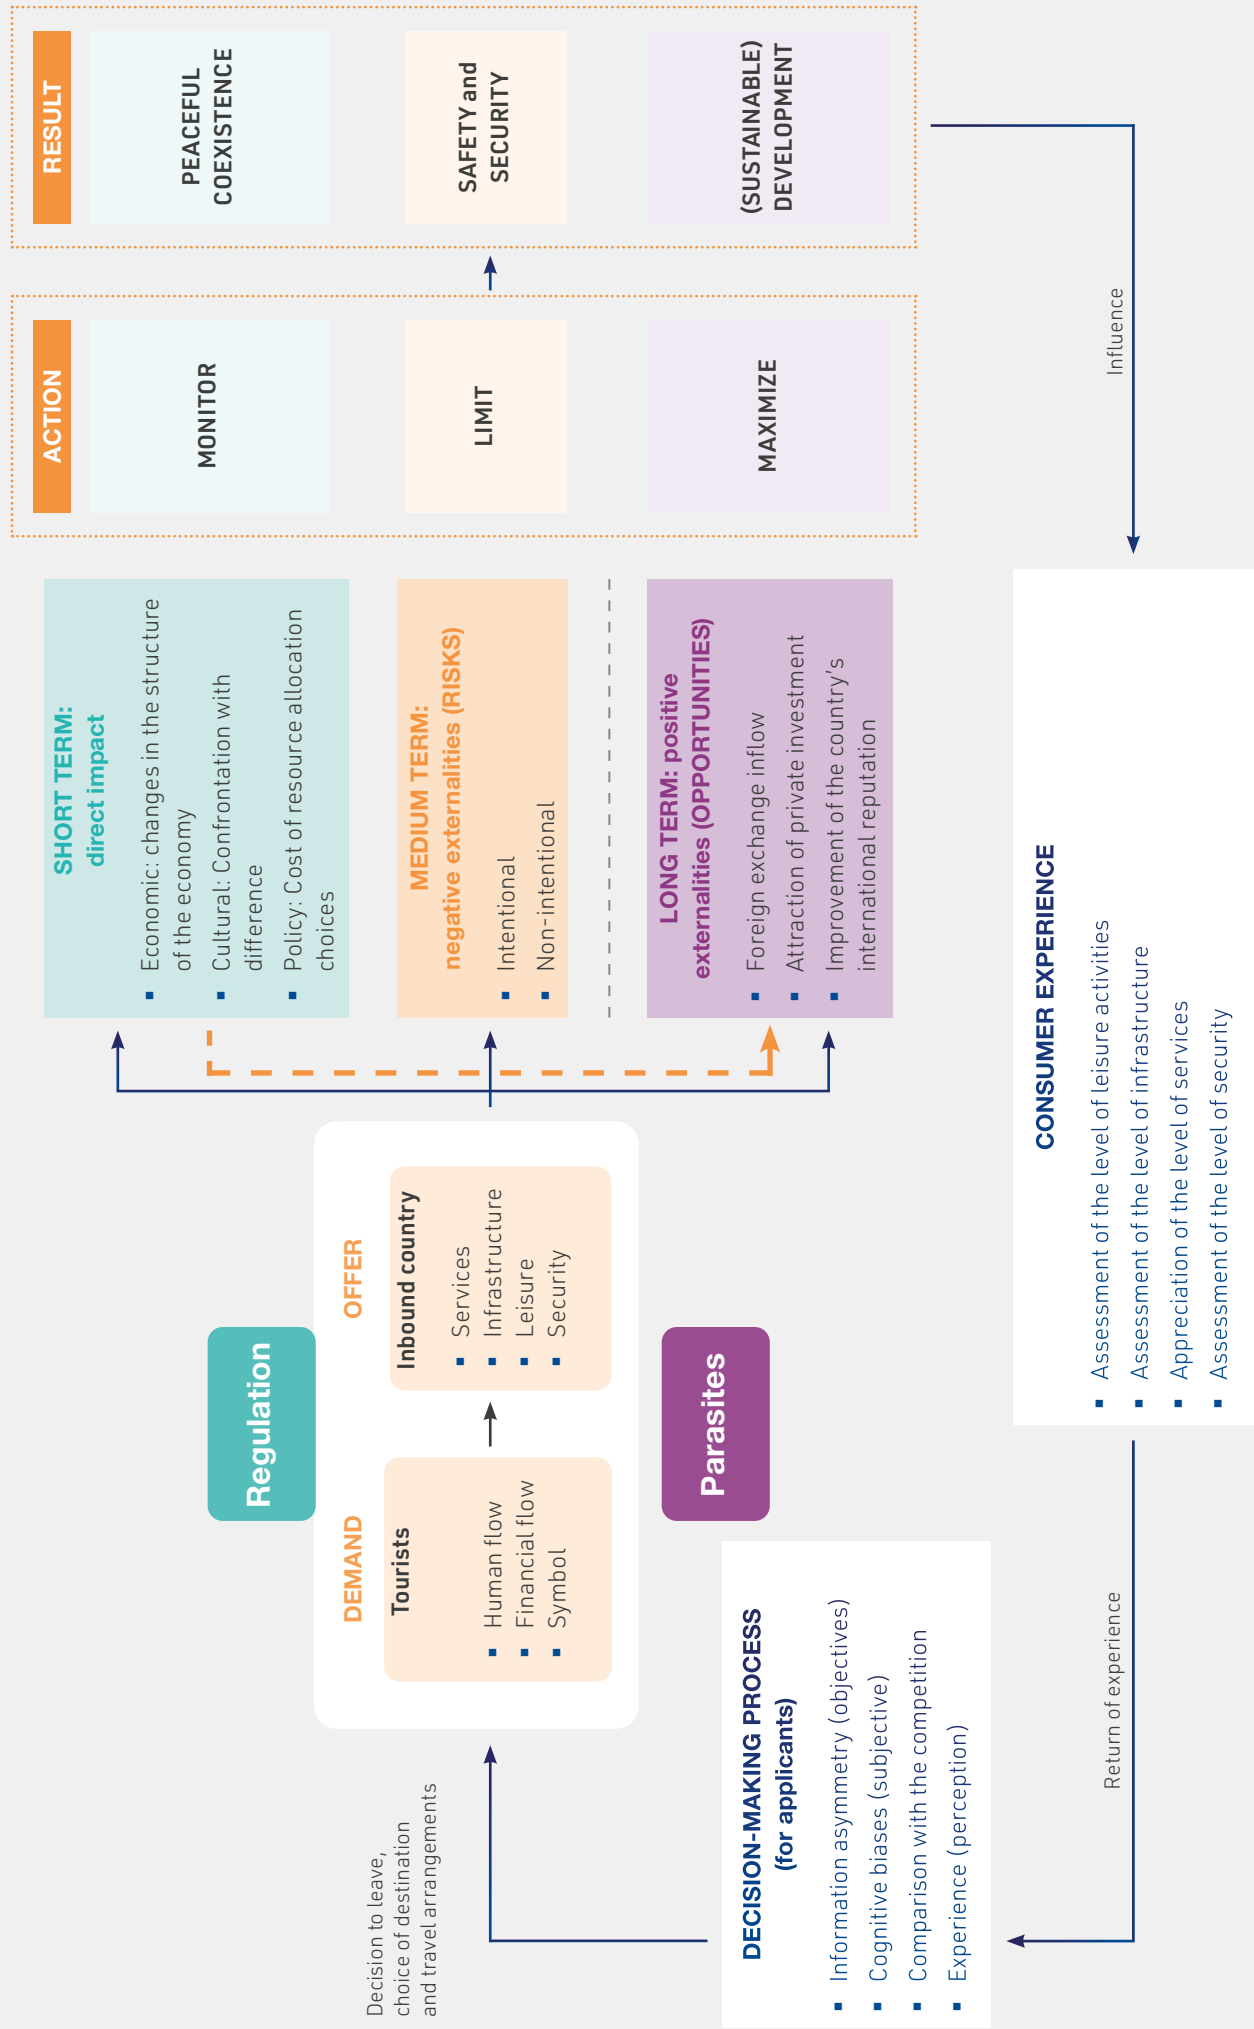 Decision to leave,
choice of destination
and travel arrangements
DECISION-MAKING PROCESS
(for applicants)
▪ Information asymmetry (objectives)
▪ Cognitive biases (subjective)
▪ Comparison with the competition
▪ Experience (perception)
Regulation
DEMAND
Tourists
▪ Human flow
▪ Financial flow
▪ Symbol
OFFER
Inbound country
▪ Services
▪ Infrastructure
▪ Leisure
▪ Security
Parasites
SHORT TERM:
direct impact
▪ Economic: changes in the structure
of the economy
▪ Cultural: Confrontation with
difference
▪ Policy: Cost of resource allocation
choices
MEDIUM TERM:
negative externalities (RISKS)
▪ Intentional
▪ Non-intentional
LONG TERM: positive
externalities (OPPORTUNITIES)
▪ Foreign exchange inflow
▪ Attraction of private investment
▪ Improvement of the country's
international reputation
ACTION
MONITOR
LIMIT
MAXIMIZE
RESULT
PEACEFUL
COEXISTENCE
SAFETY and
SECURITY
(SUSTAINABLE)
DEVELOPMENT
Influence
CONSUMER EXPERIENCE
▪ Assessment of the level of leisure activities
▪ Assessment of the level of infrastructure
▪ Appreciation of the level of services
▪ Assessment of the level of security
Return of experience